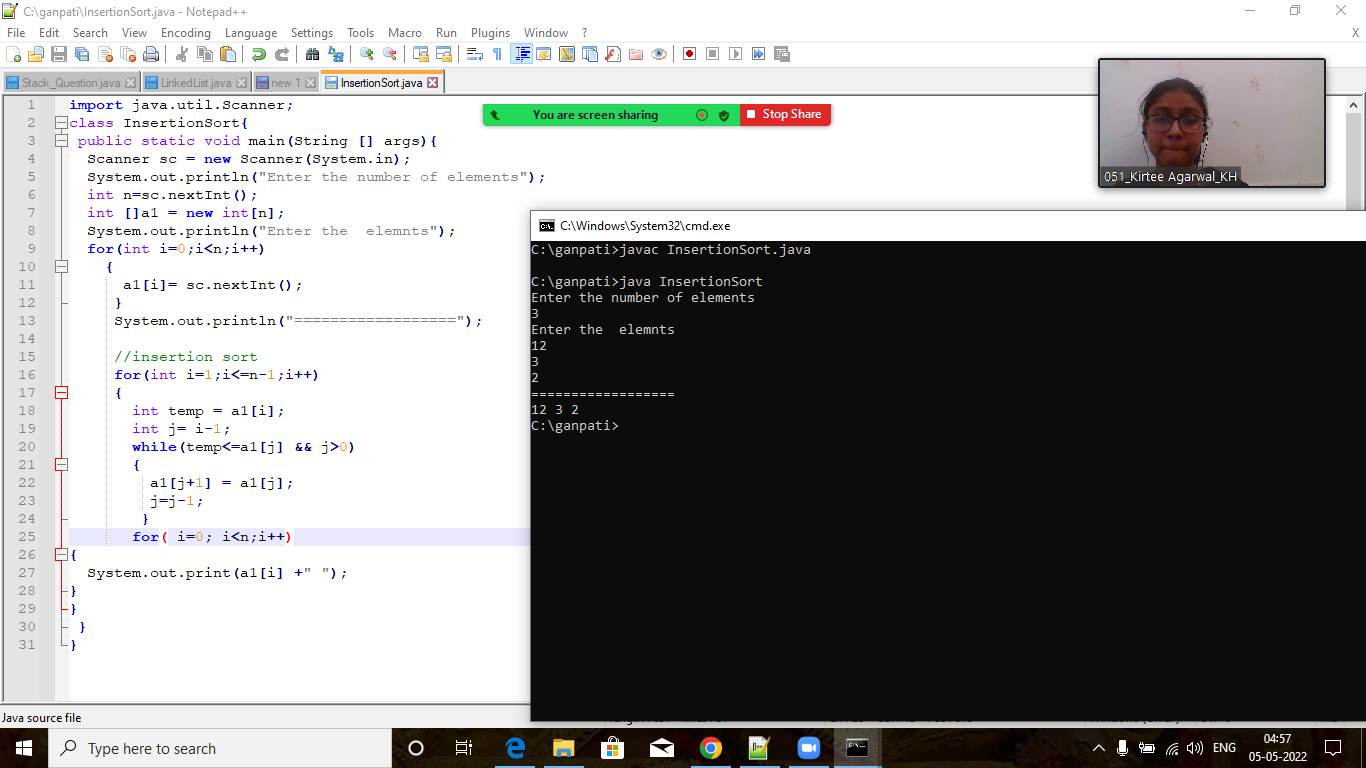 C:\ganpati\InsertionSort.java - Notepad++
File Edit Search View Encoding Language Settings Tools Macro Run Plugins Window ? X
Stack_Question.java LinkedList.java new 1 InsertionSort.java
You are screen sharing Stop Share
051_Kirtee Agarwal_KH
1 import java.util.Scanner;
2 class InsertionSort{
3 public static void main(String [] args){
4 Scanner sc = new Scanner(System.in);
5 System.out.println("Enter the number of elements");
6 int n=sc.nextInt();
7 int []a1 = new int[n];
8 System.out.println("Enter the  elemnts");
9 for(int i=0;i<n;i++)
10 {
11 a1[i]= sc.nextInt();
12 }
13 System.out.println("==================");
14
15 //insertion sort
16 for(int i=1;i<=n-1;i++)
17 {
18 int temp = a1[i];
19 int j= i-1;
20 while(temp<=a1[j] && j>0)
21 {
22 a1[j+1] = a1[j];
23 j=j-1;
24 }
25 for( i=0; i<n;i++)
26 {
27 System.out.print(a1[i] +" ");
28 }
29 }
30 }
31 }
C:\Windows\System32\cmd.exe
C:\ganpati>javac InsertionSort.java
C:\ganpati>java InsertionSort
Enter the number of elements
3
Enter the  elemnts
12
3
2
==================
12 3 2
C:\ganpati>
Java source file
Type here to search
ENG
04:57
05-05-2022